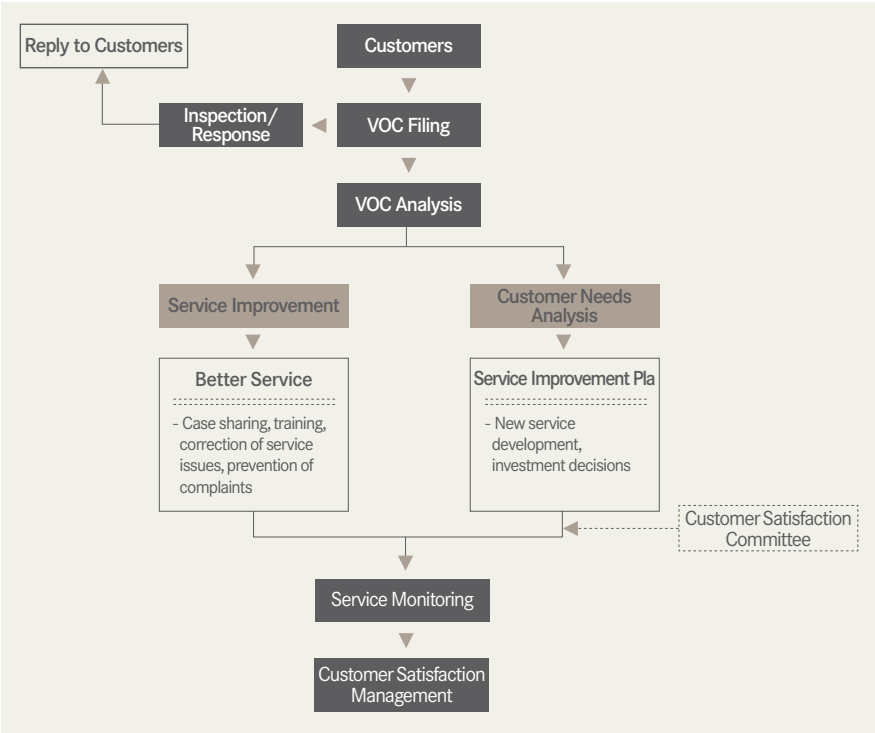 Reply to Customers
Customers
Inspection/
Response
VOC Filing
VOC Analysis
Service Improvement
Customer Needs
Analysis
Better Service
- Case sharing, training,
correction of service
issues, prevention of
complaints
Service Improvement Pla
- New service
development,
investment decisions
Customer Satisfaction
Committee
Service Monitoring
Customer Satisfaction
Management